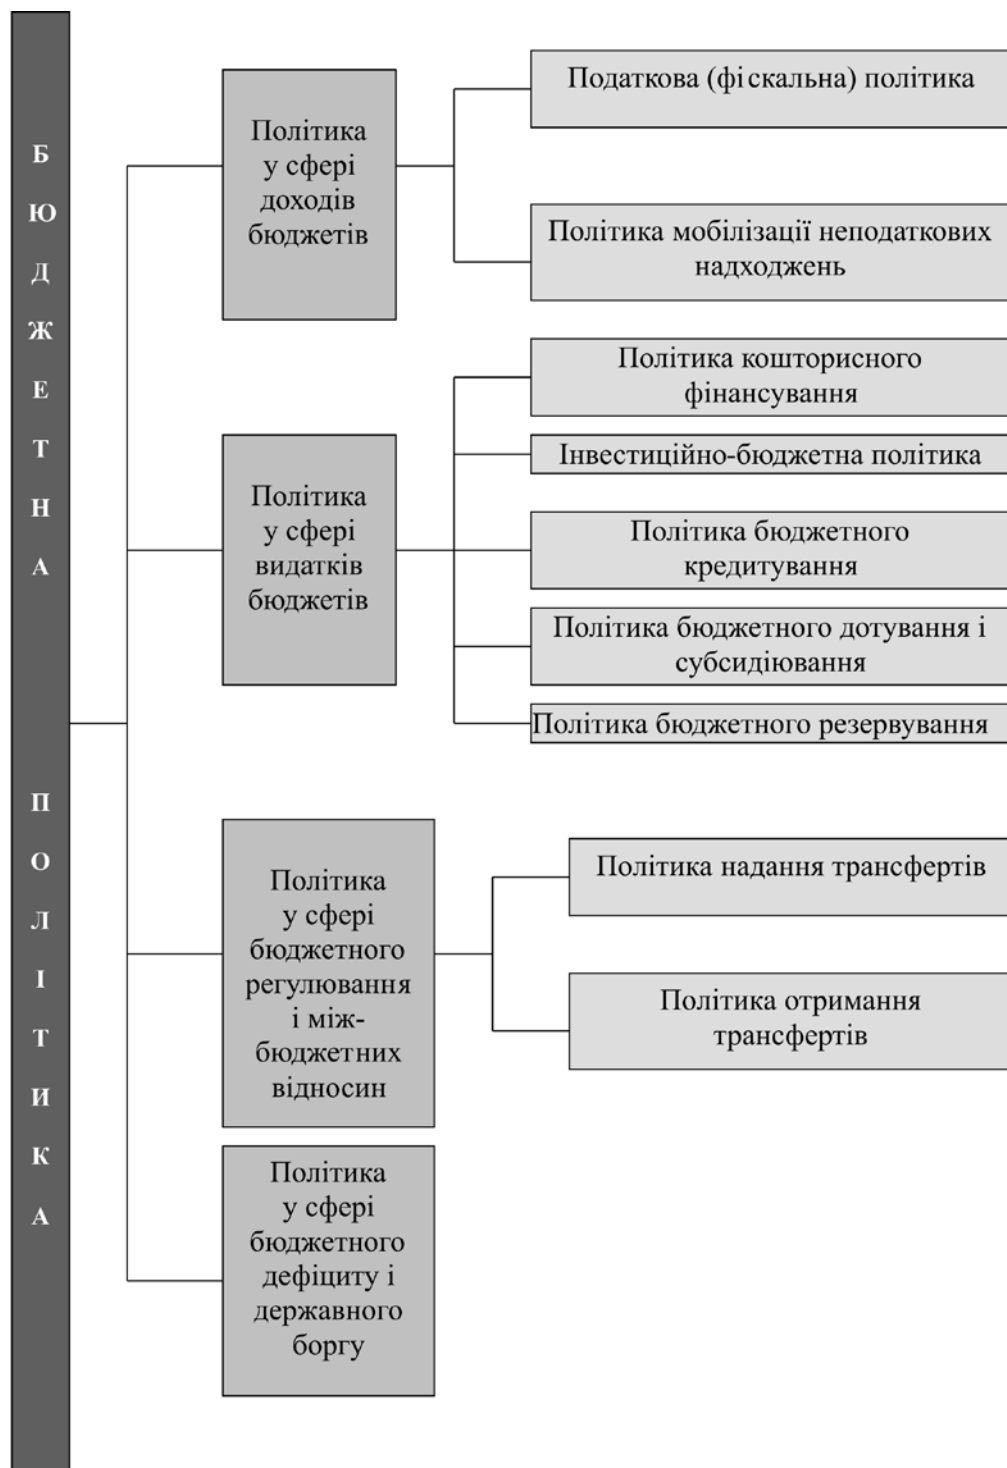 БЮДЖЕТНА ПОЛІТИКА
Політика
у сфері
доходів
бюджетів
Податкова (фіскальна) політика
Політика мобілізації неподаткових
надходжень
Політика
у сфері
видатків
бюджетів
Політика кошторисного
фінансування
Інвестиційно-бюджетна політика
Політика бюджетного
кредитування
Політика бюджетного дотування і
субсидіювання
Політика бюджетного резервування
Політика
у сфері
бюджетного
регулювання
і між-
бюджетних
відносин
Політика надання трансфертів
Політика отримання
трансфертів
Політика
у сфері
бюджетного
дефіциту і
державного
боргу